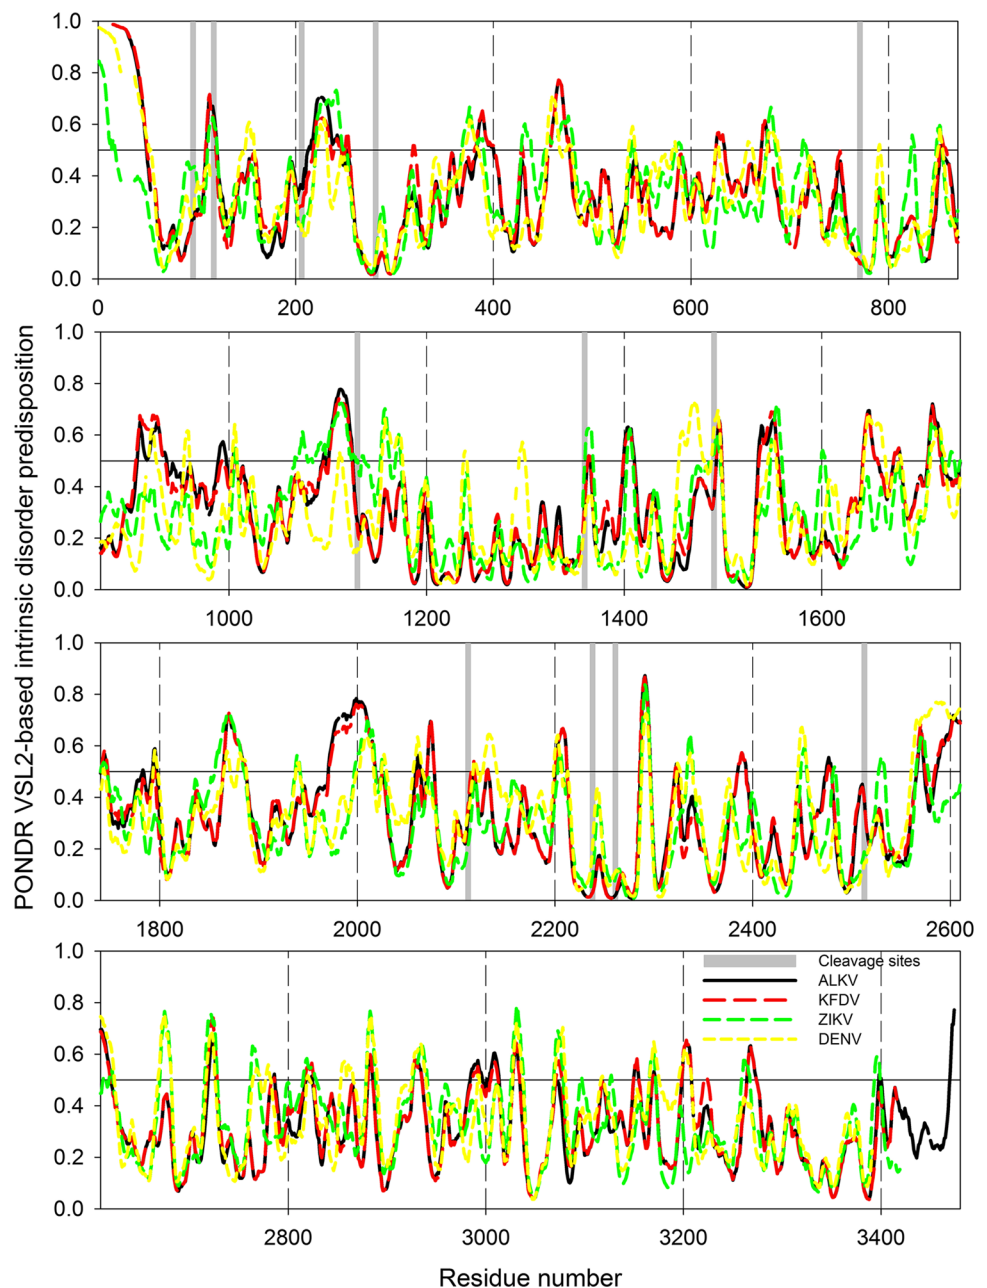 PONDR VSL2-based intrinsic disorder predisposition
1.0
0.8
0.6
0.4
0.2
0.0
0 200 400 600 800
1.0
0.8
0.6
0.4
0.2
0.0
1000 1200 1400 1600
1.0
0.8
0.6
0.4
0.2
0.0
1800 2000 2200 2400 2600
1.0
0.8
0.6
0.4
0.2
0.0
Cleavage sites
ALKV
KFDV
ZIKV
DENV
2800 3000 3200 3400
Residue number